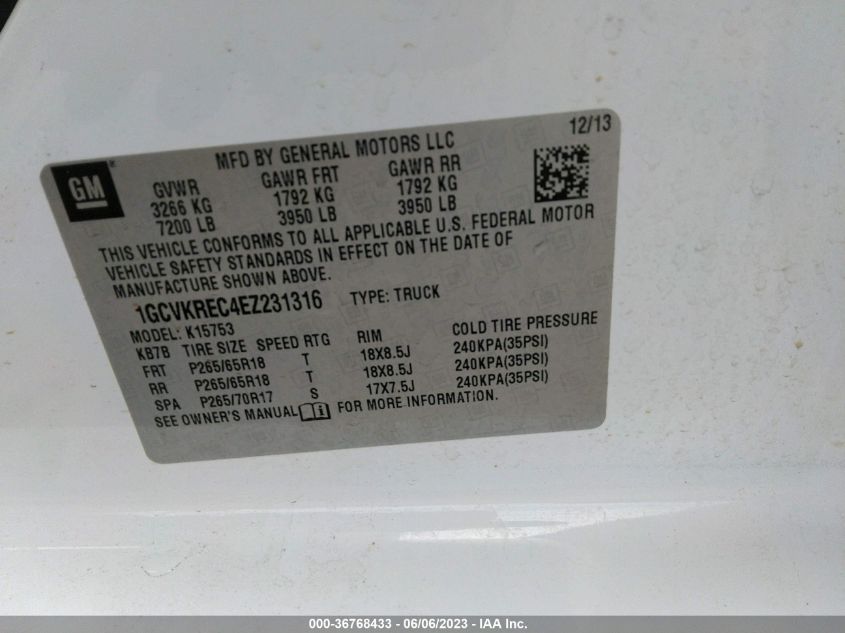 12/13
MFD BY GENERAL MOTORS LLC
GM
GVWR GAWR FRT GAWR RR
3266 KG 1792 KG 1792 KG
7200 LB 3950 LB 3950 LB
THIS VEHICLE CONFORMS TO ALL APPLICABLE U.S. FEDERAL MOTOR
VEHICLE SAFETY STANDARDS IN EFFECT ON THE DATE OF
MANUFACTURE SHOWN ABOVE.
1GCVKREC4EZ231316 TYPE: TRUCK
MODEL: K15753
KB7B TIRE SIZE SPEED RTG RIM COLD TIRE PRESSURE
FRT P265/65R18 T 18X8.5J 240KPA(35PSI)
RR P265/65R18 T 18X8.5J 240KPA(35PSI)
SPA P265/70R17 S 17X7.5J 240KPA(35PSI)
SEE OWNER'S MANUAL FOR MORE INFORMATION.
000-36768433 - 06/06/2023 - IAA Inc.